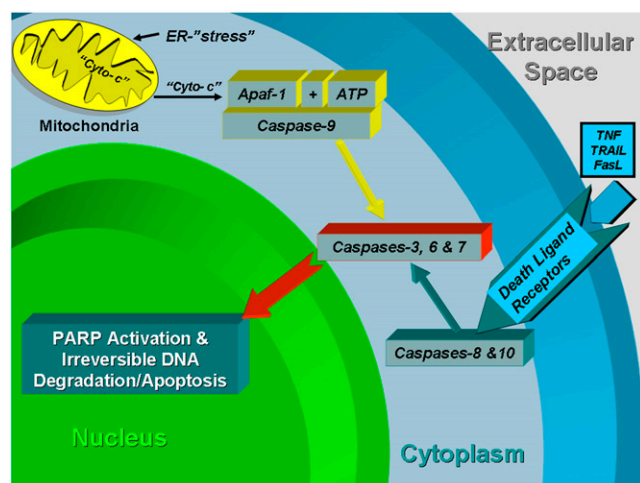 ER-"stress"
"Cyto-c"
"Cyto- c"
Mitochondria
Apaf-1
+
ATP
Caspase-9
Extracellular
Space
TNF
TRAIL
FasL
Death Ligand
Receptors
Caspases-3, 6 & 7
Caspases-8 &10
PARP Activation &
Irreversible DNA
Degradation/Apoptosis
Nucleus
Cytoplasm